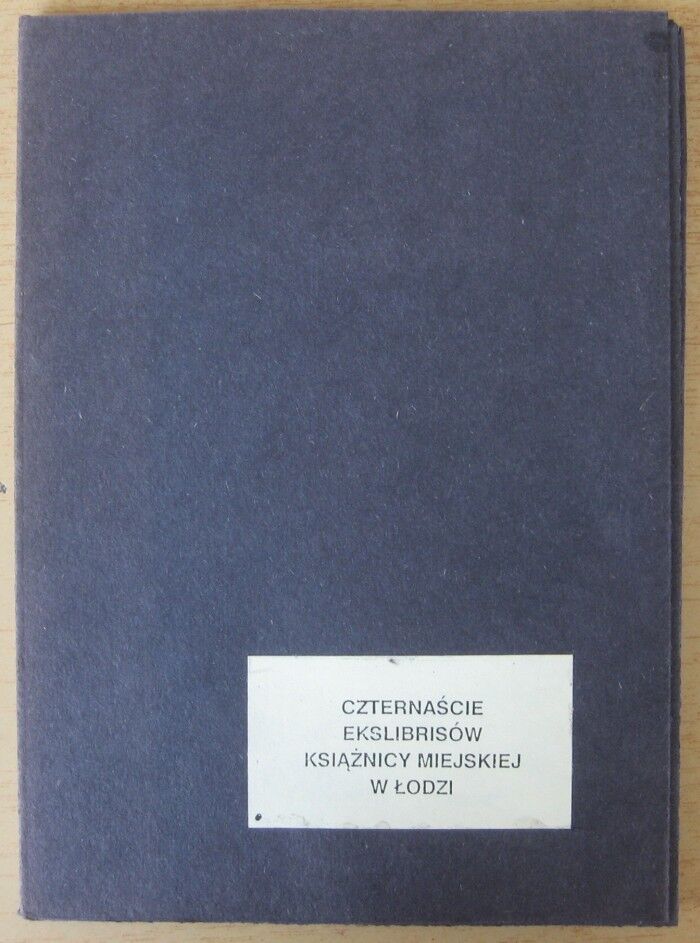 CZTERNAŚCIE
EKSLIBRISÓW
KSIĄŻNICY MIEJSKIEJ
W ŁODZI